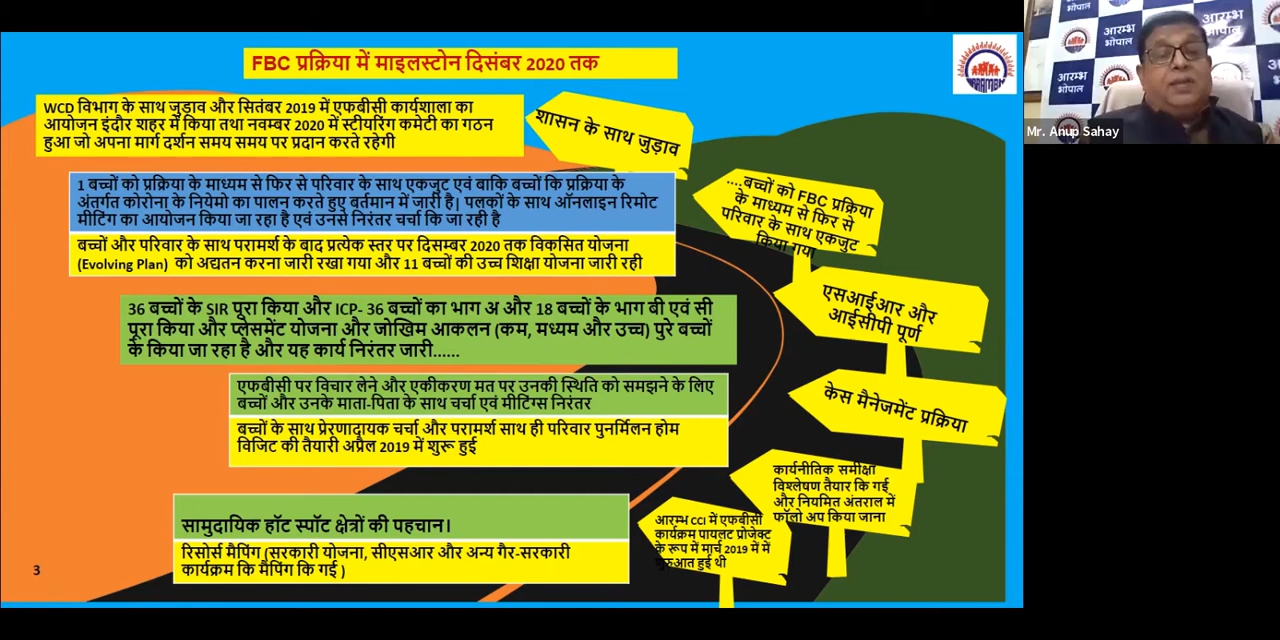 FBC प्रक्रिया में माइलस्टोन दिसंबर 2020 तक
WCD विभाग के साथ जुड़ाव और सितंबर 2019 में एफबीसी कार्यशाला का
आयोजन इंदौर शहर में किया तथा नवम्बर 2020 में स्टीयरिंग कमेटी का गठन
हुआ जो अपना मार्ग दर्शन समय समय पर प्रदान करते रहेगी
शासन के साथ जुड़ाव
1 बच्चों को प्रक्रिया के माध्यम से फिर से परिवार के साथ एकजुट एवं बाकि बच्चों कि प्रक्रिया के
अंतर्गत कोरोना के नियेमो का पालन करते हुए बर्तमान में जारी है| पलकों के साथ ऑनलाइन रिमोट
मीटिंग का आयोजन किया जा रहा है एवं उनसे निरंतर चर्चा कि जा रही है
बच्चों और परिवार के साथ परामर्श के बाद प्रत्येक स्तर पर दिसम्बर 2020 तक विकसित योजना
(Evolving Plan) को अद्यतन करना जारी रखा गया और 11 बच्चों की उच्च शिक्षा योजना जारी रही
....बच्चों को FBC प्रक्रिया
के माध्यम से फिर से
परिवार के साथ एकजुट
किया गया
36 बच्चों के SIR पूरा किया और ICP- 36 बच्चों का भाग अ और 18 बच्चों के भाग बी एवं सी
पूरा किया और प्लेसमेंट योजना और जोखिम आकलन (कम, मध्यम और उच्च) पुरे बच्चों
के किया जा रहा है और यह कार्य निरंतर जारी......
एसआईआर और
आईसीपी पूर्ण
एफबीसी पर विचार लेने और एकीकरण मत पर उनकी स्थिति को समझने के लिए
बच्चों और उनके माता-पिता के साथ चर्चा एवं मीटिंग्स निरंतर
बच्चों के साथ प्रेरणादायक चर्चा और परामर्श साथ ही परिवार पुनर्मिलन होम
विजिट की तैयारी अप्रैल 2019 में शुरू हुई
केस मैनेजमेंट प्रक्रिया
सामुदायिक हॉट स्पॉट क्षेत्रों की पहचान।
रिसोर्स मैपिंग (सरकारी योजना, सीएसआर और अन्य गैर-सरकारी
कार्यक्रम कि मैपिंग कि गई )
कार्यनीतिक समीक्षा
विश्लेषण तैयार कि गई
और नियमित अंतराल में
फॉलो अप किया जाना
आरम्भ CCI में एफबीसी
कार्यक्रम पायलट प्रोजेक्ट
के रूप में मार्च 2019 में में
शुरुआत हुई थी
3
AARAMBH
आरम्भ
भोपाल
आरम्भ
भोपाल
आरम्भ
भोपाल
Mr. Anup Sahay